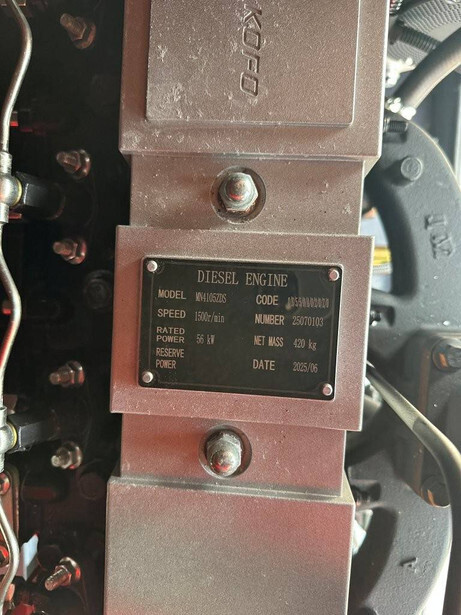 KOFO
DIESEL ENGINE
MODEL MN4105ZDS CODE
SPEED 1500r/min NUMBER 25070103
RATED POWER 56 kW NET MASS 420 kg
RESERVE POWER DATE 2025/06